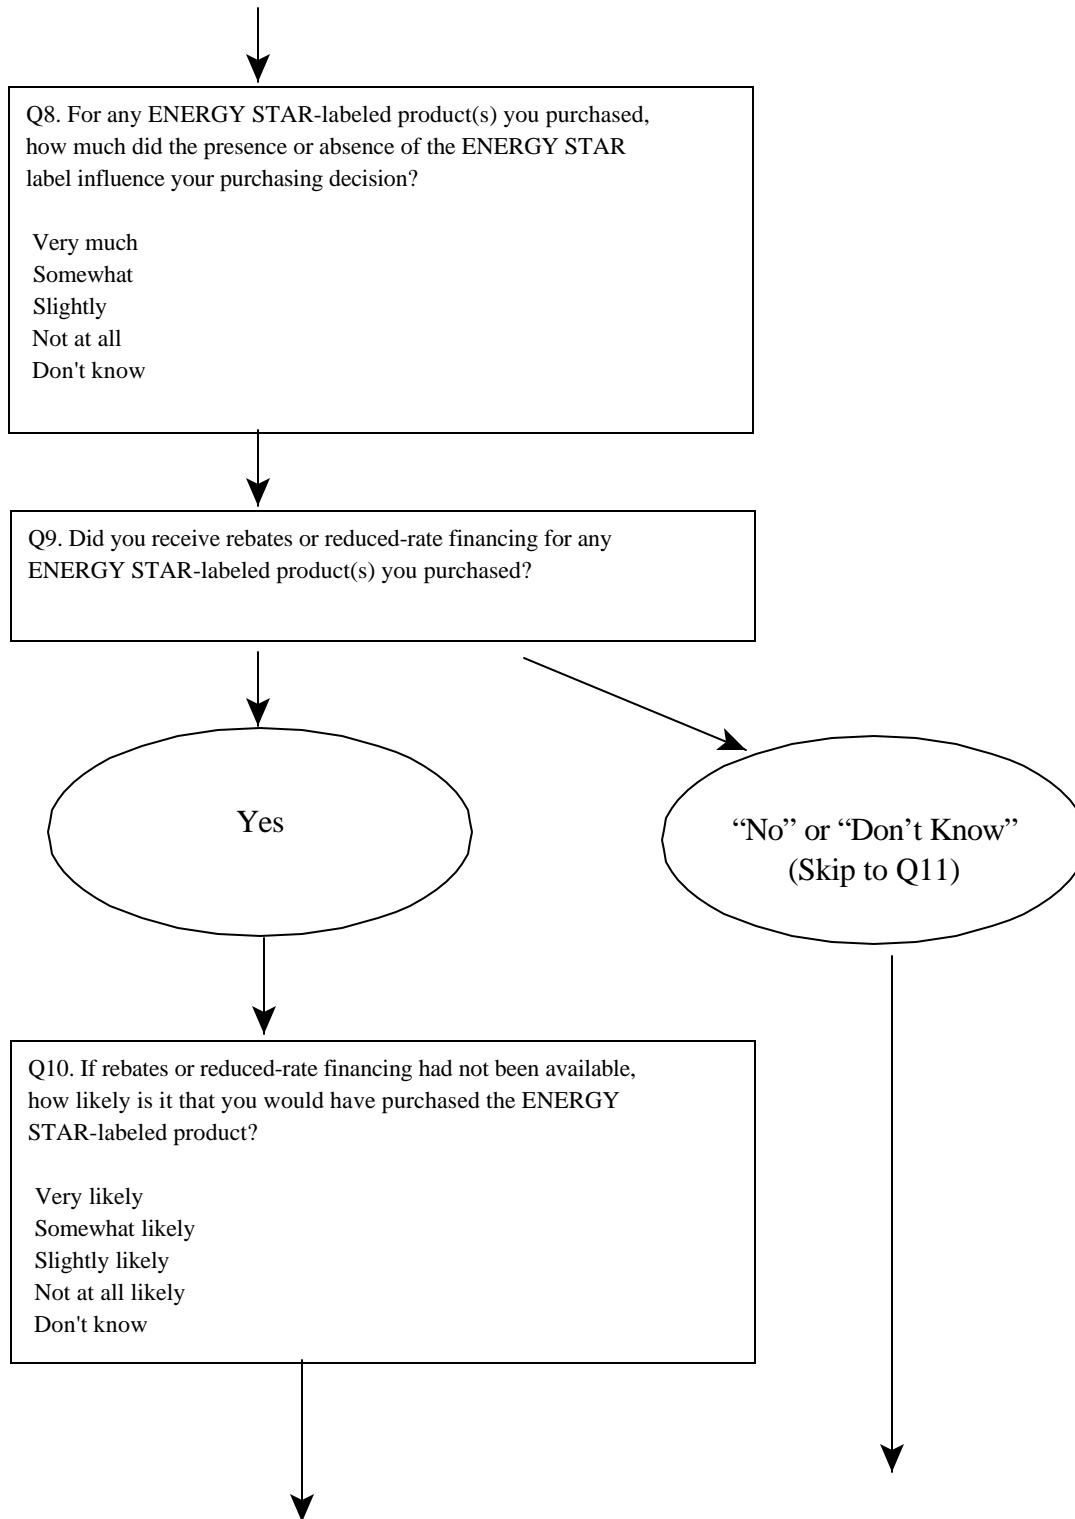 Q8. For any ENERGY STAR-labeled product(s) you purchased,
how much did the presence or absence of the ENERGY STAR
label influence your purchasing decision?
Very much
Somewhat
Slightly
Not at all
Don't know
Q9. Did you receive rebates or reduced-rate financing for any
ENERGY STAR-labeled product(s) you purchased?
Yes
“No” or “Don’t Know”
(Skip to Q11)
Q10. If rebates or reduced-rate financing had not been available,
how likely is it that you would have purchased the ENERGY
STAR-labeled product?
Very likely
Somewhat likely
Slightly likely
Not at all likely
Don't know